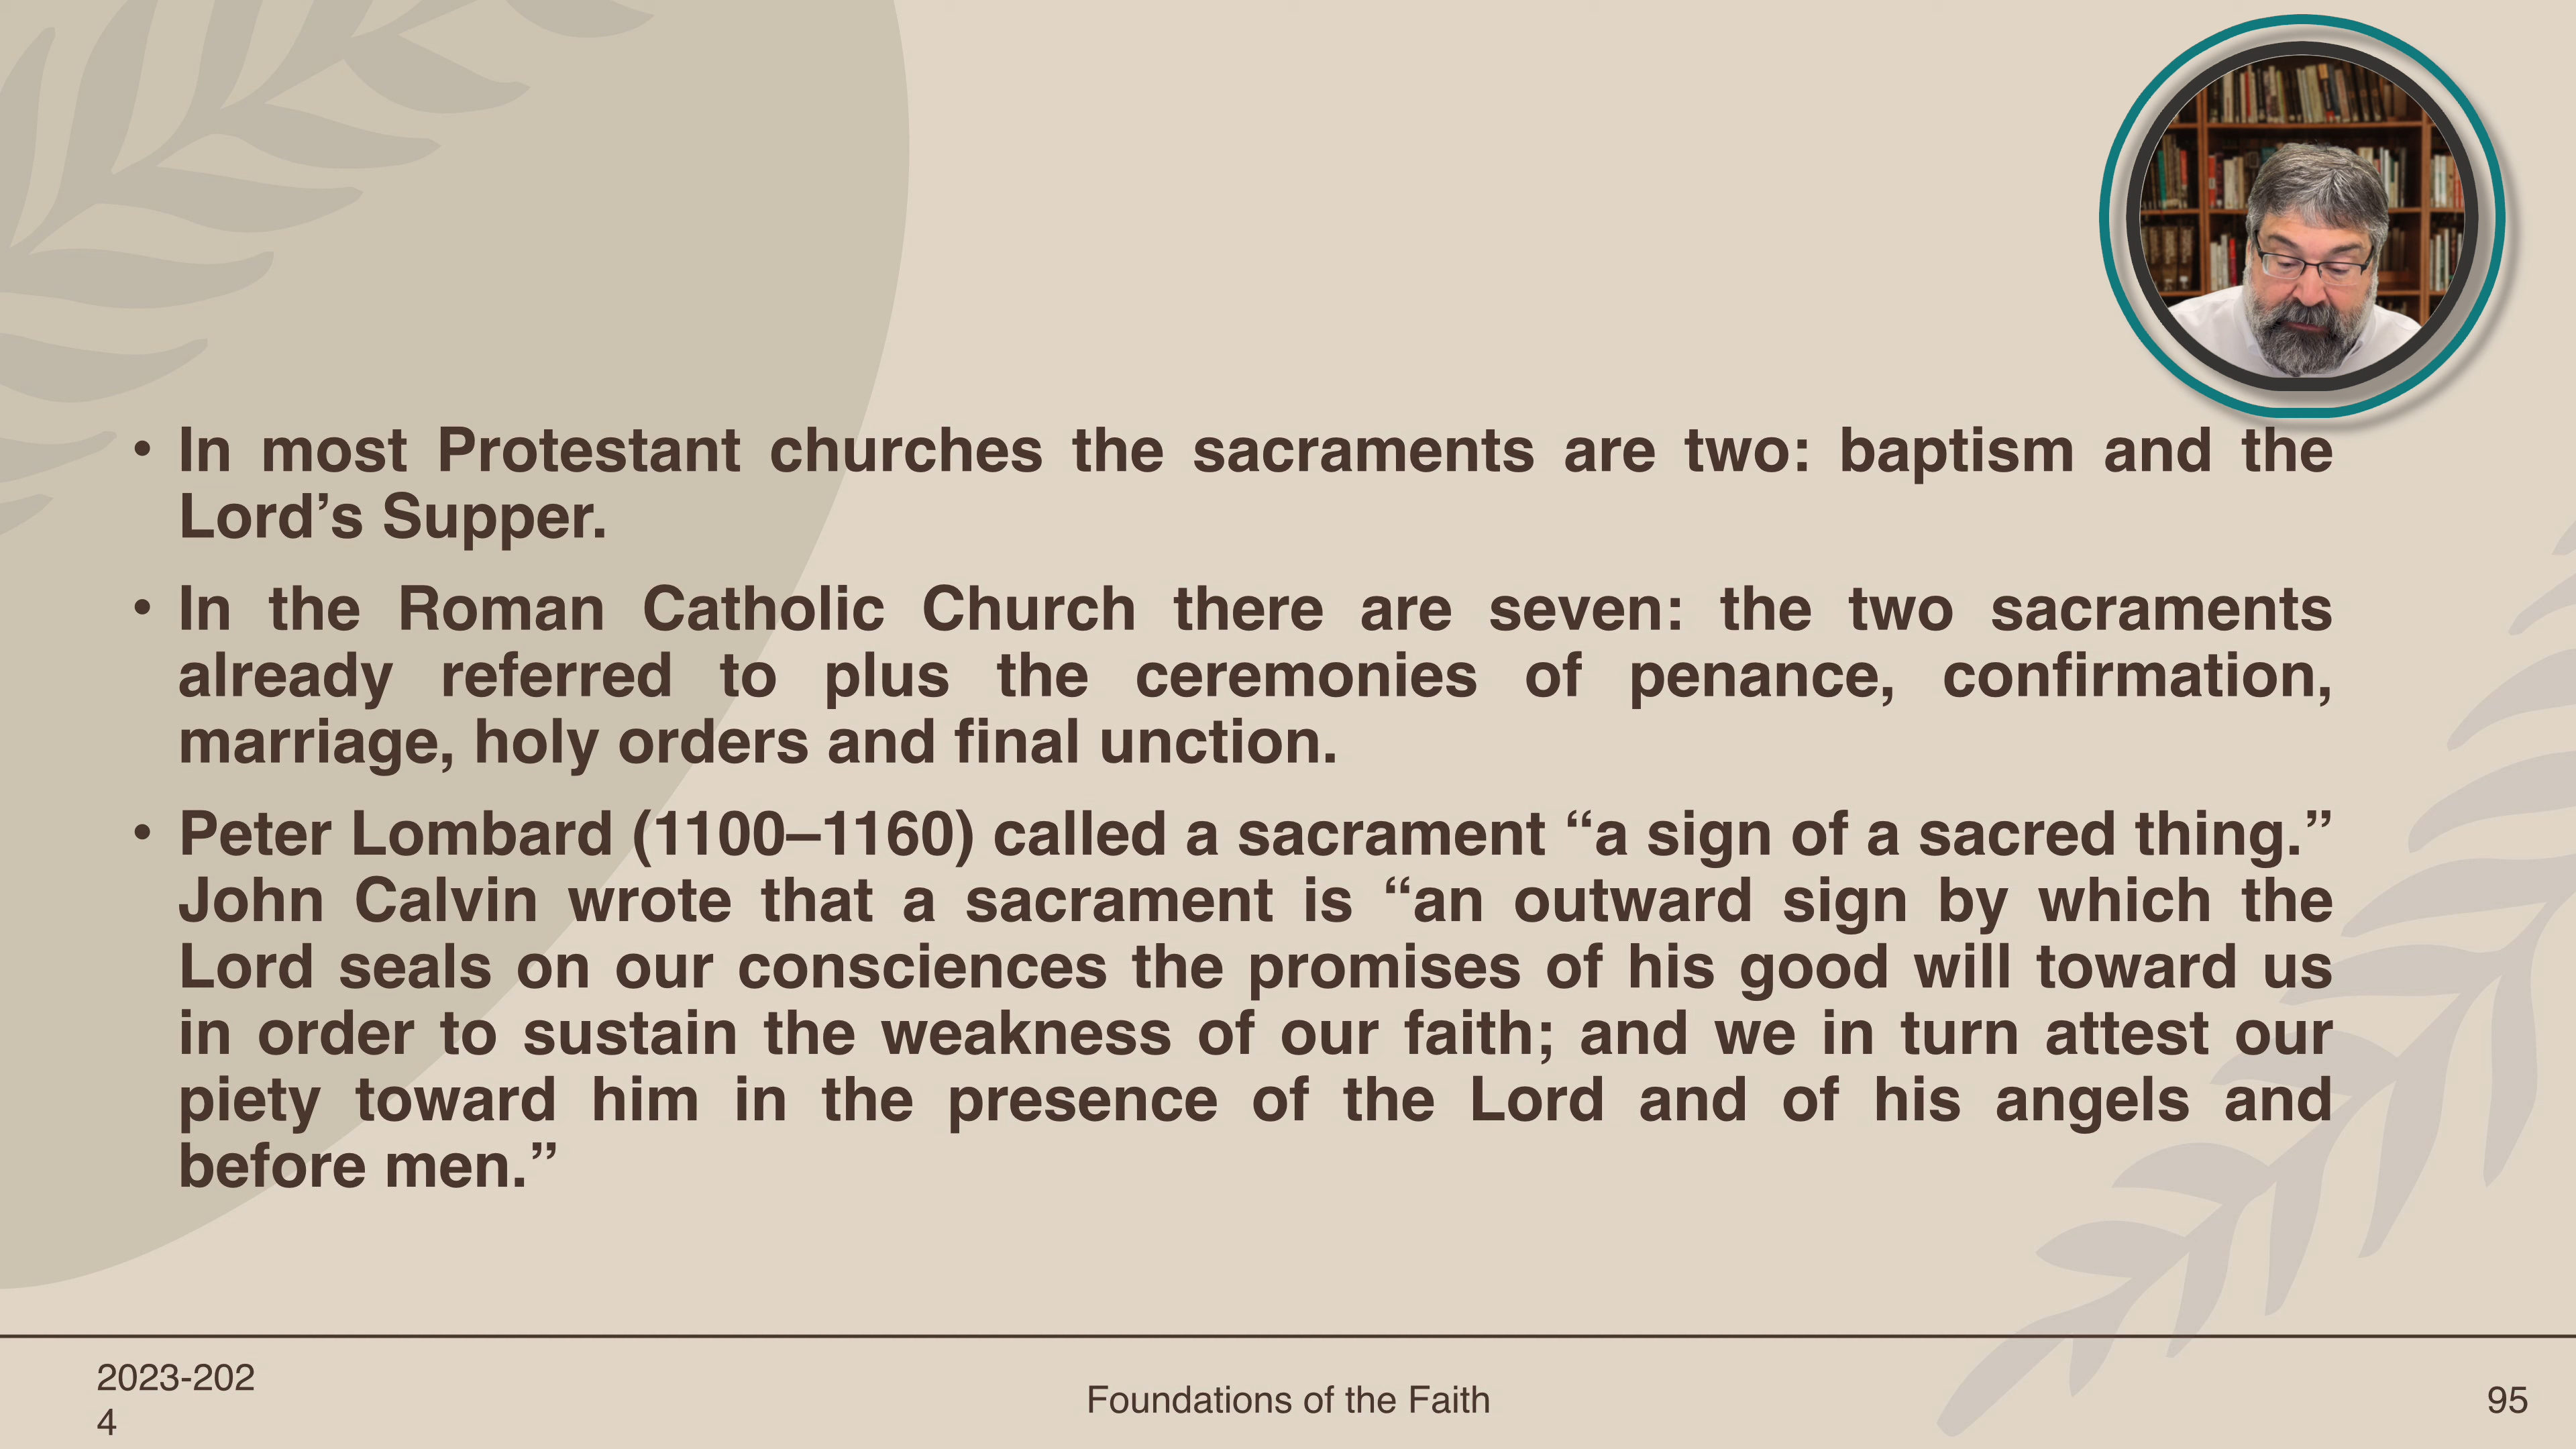 • In most Protestant churches the sacraments are two: baptism and the
Lord’s Supper.
• In the Roman Catholic Church there are seven: the two sacraments
already referred to plus the ceremonies of penance, confirmation,
marriage, holy orders and final unction.
• Peter Lombard (1100–1160) called a sacrament “a sign of a sacred thing.”
John Calvin wrote that a sacrament is “an outward sign by which the
Lord seals on our consciences the promises of his good will toward us
in order to sustain the weakness of our faith; and we in turn attest our
piety toward him in the presence of the Lord and of his angels and
before men.”
2023-202
4
Foundations of the Faith
95